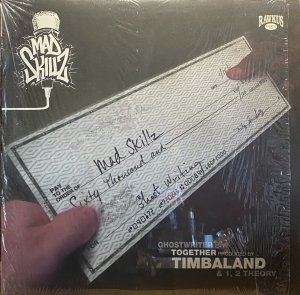 MAD
SKILLZ
RAWKUS
PAY
TO THE
ORDER OF
Mad Skillz
Sixty thousand and
Ghost Writing
GHOSTWRITER
TOGETHER PRODUCED BY
TIMBALAND
& 1, 2 THEORY